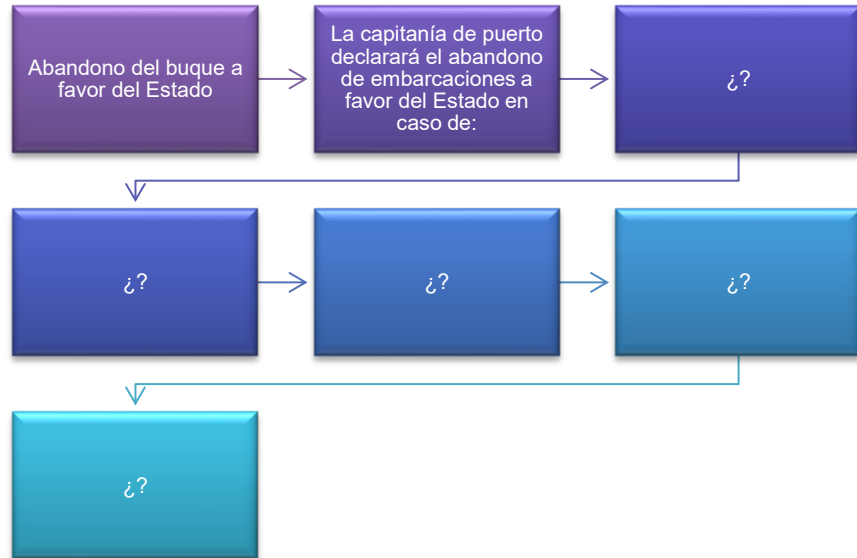 Abandono del buque a
favor del Estado
La capitanía de puerto
declarará el abandono
de embarcaciones a
favor del Estado en
caso de:
¿?
¿?
¿?
¿?
¿?